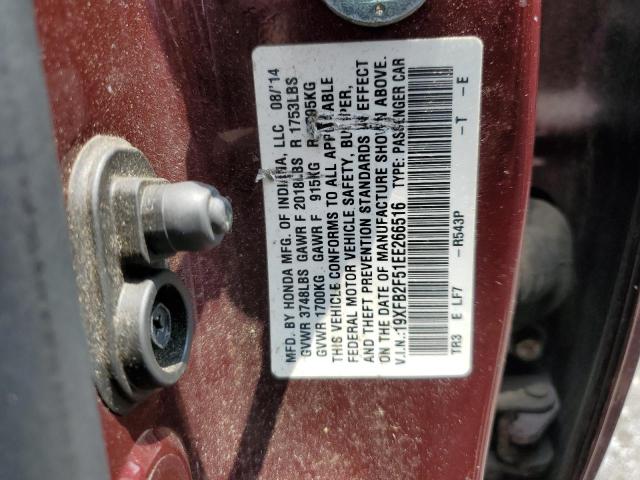 MFD. BY HONDA MFG. OF INDIANA, LLC 08/'14
GVWR 3748LBS GAWR F 2018LBS R 1753LBS
GVWR 1700KG GAWR F 915KG R
THIS VEHICLE CONFORMS TO ALL APPLICABLE
FEDERAL MOTOR VEHICLE SAFETY, BUMPER,
AND THEFT PREVENTION STANDARDS IN EFFECT
ON THE DATE OF MANUFACTURE SHOWN ABOVE.
V.I.N.:19XFB2F51EE266516 TYPE: PASSENGER CAR
TR3 E LF7 -R543P -T -E